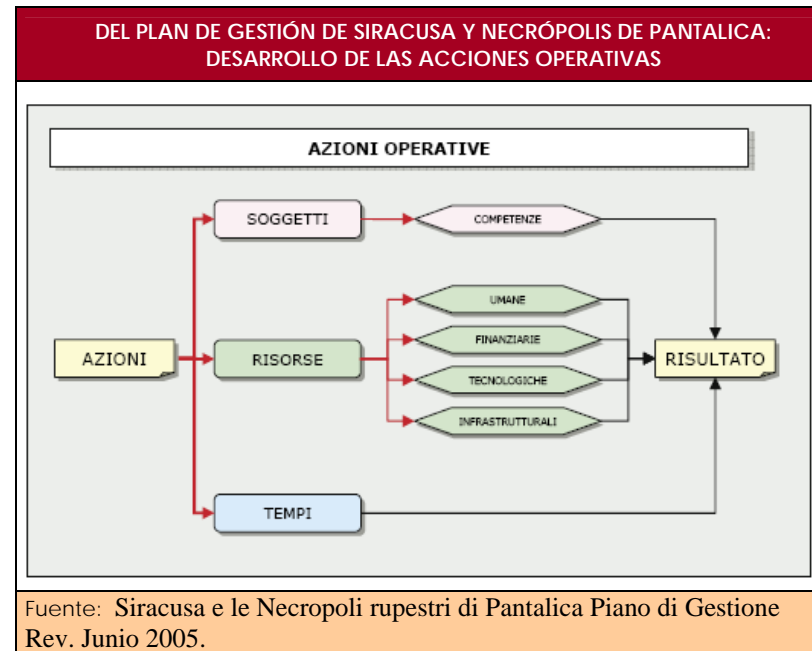 DEL PLAN DE GESTIÓN DE SIRACUSA Y NECRÓPOLIS DE PANTALICA:
DESARROLLO DE LAS ACCIONES OPERATIVAS
AZIONI OPERATIVE
SOGGETTI
COMPETENZE
UMANE
FINANZIARIE
AZIONI
RISORSE
RISULTATO
TECNOLOGICHE
INFRASTRUTTURALI
TEMPI
Fuente: Siracusa e le Necropoli rupestri di Pantalica Piano di Gestione
Rev. Junio 2005.